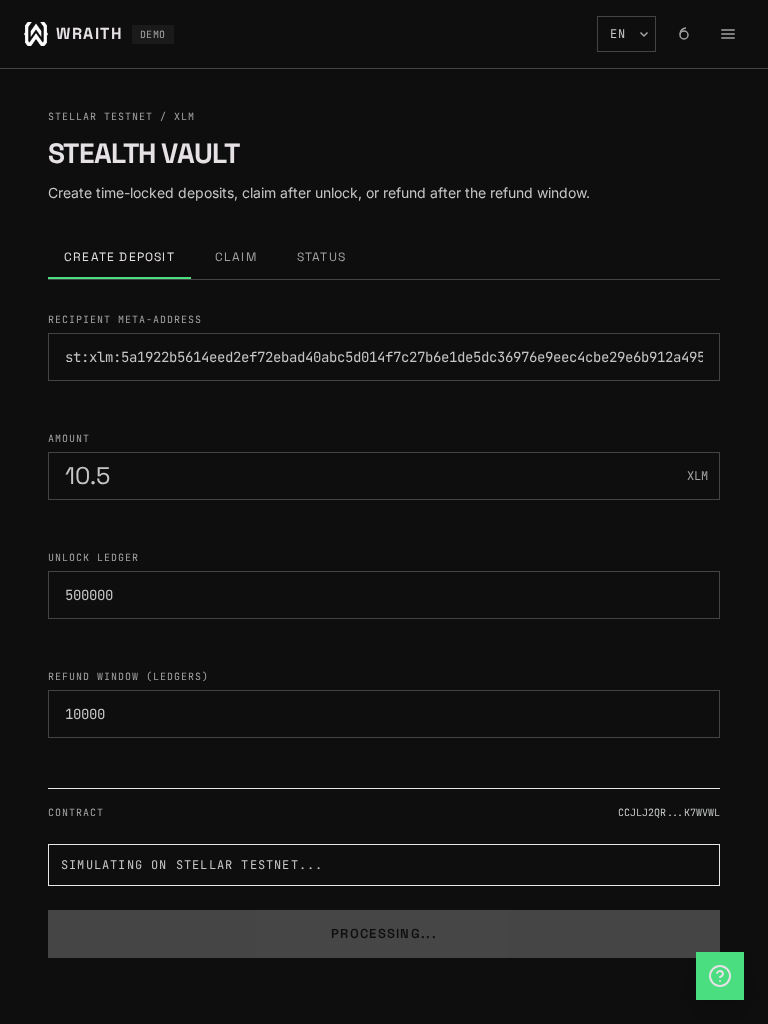 WRAITH DEMO EN
STELLAR TESTNET / XLM
STEALTH VAULT
Create time-locked deposits, claim after unlock, or refund after the refund window.
CREATE DEPOSIT CLAIM STATUS
RECIPIENT META-ADDRESS
st:xlm:5a1922b5614eed2ef72ebad40abc5d014f7c27b6e1de5dc36976e9eec4cbe29e6b912a495
AMOUNT
10.5 XLM
UNLOCK LEDGER
500000
REFUND WINDOW (LEDGERS)
10000
CONTRACT CCJLJ2QR...K7WVWL
SIMULATING ON STELLAR TESTNET...
PROCESSING...